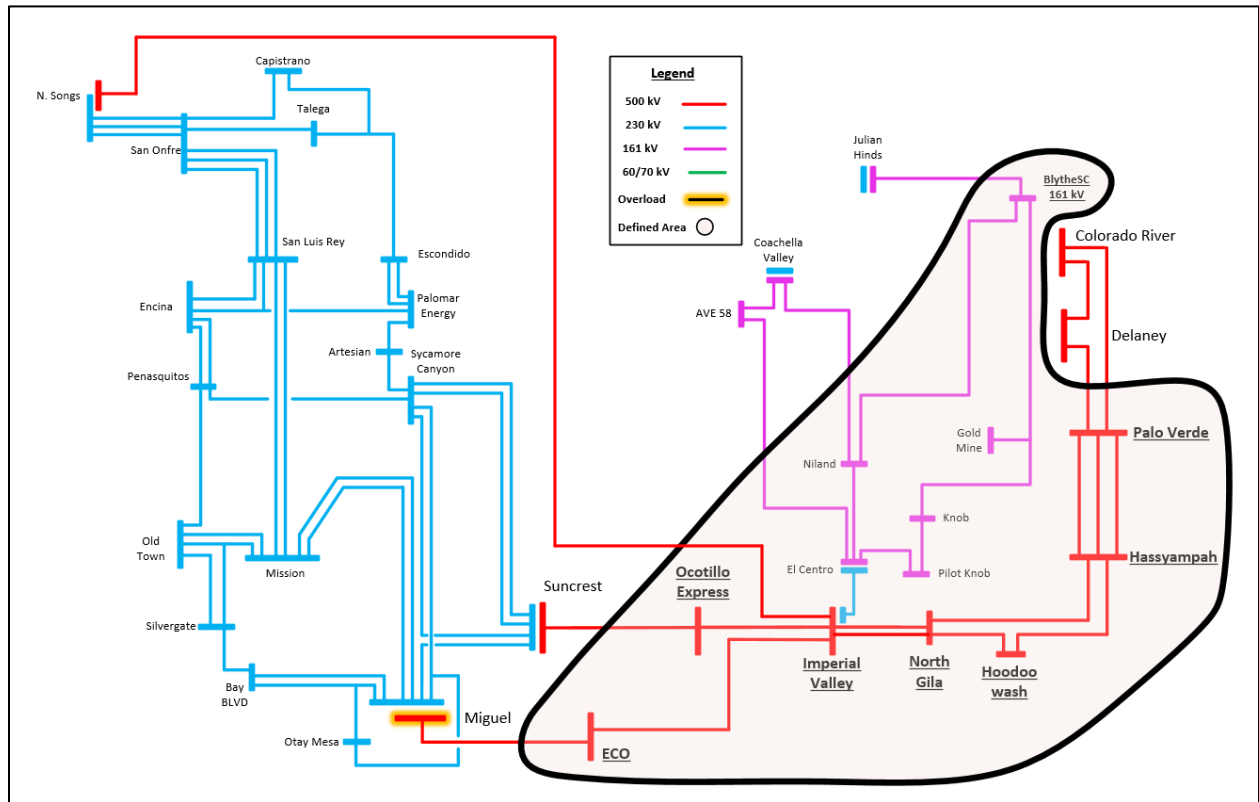 Capistrano
N. Songs
Talega
San Onfre
San Luis Rey
Escondido
Encina
Palomar
Energy
Artesian
Sycamore
Canyon
Penasquitos
Old
Town
Mission
Silvergate
Bay
BLVD
Otay Mesa
Miguel
Suncrest
Legend
500 kV
230 kV
161 kV
60/70 kV
Overload
Defined Area
Julian
Hinds
BlytheSC
161 kV
Colorado River
Coachella
Valley
AVE 58
Delaney
Gold
Mine
Palo Verde
Niland
Knob
El Centro
Pilot Knob
Hassyampah
Ocotillo
Express
Imperial
Valley
North
Gila
Hoodoo
wash
ECO